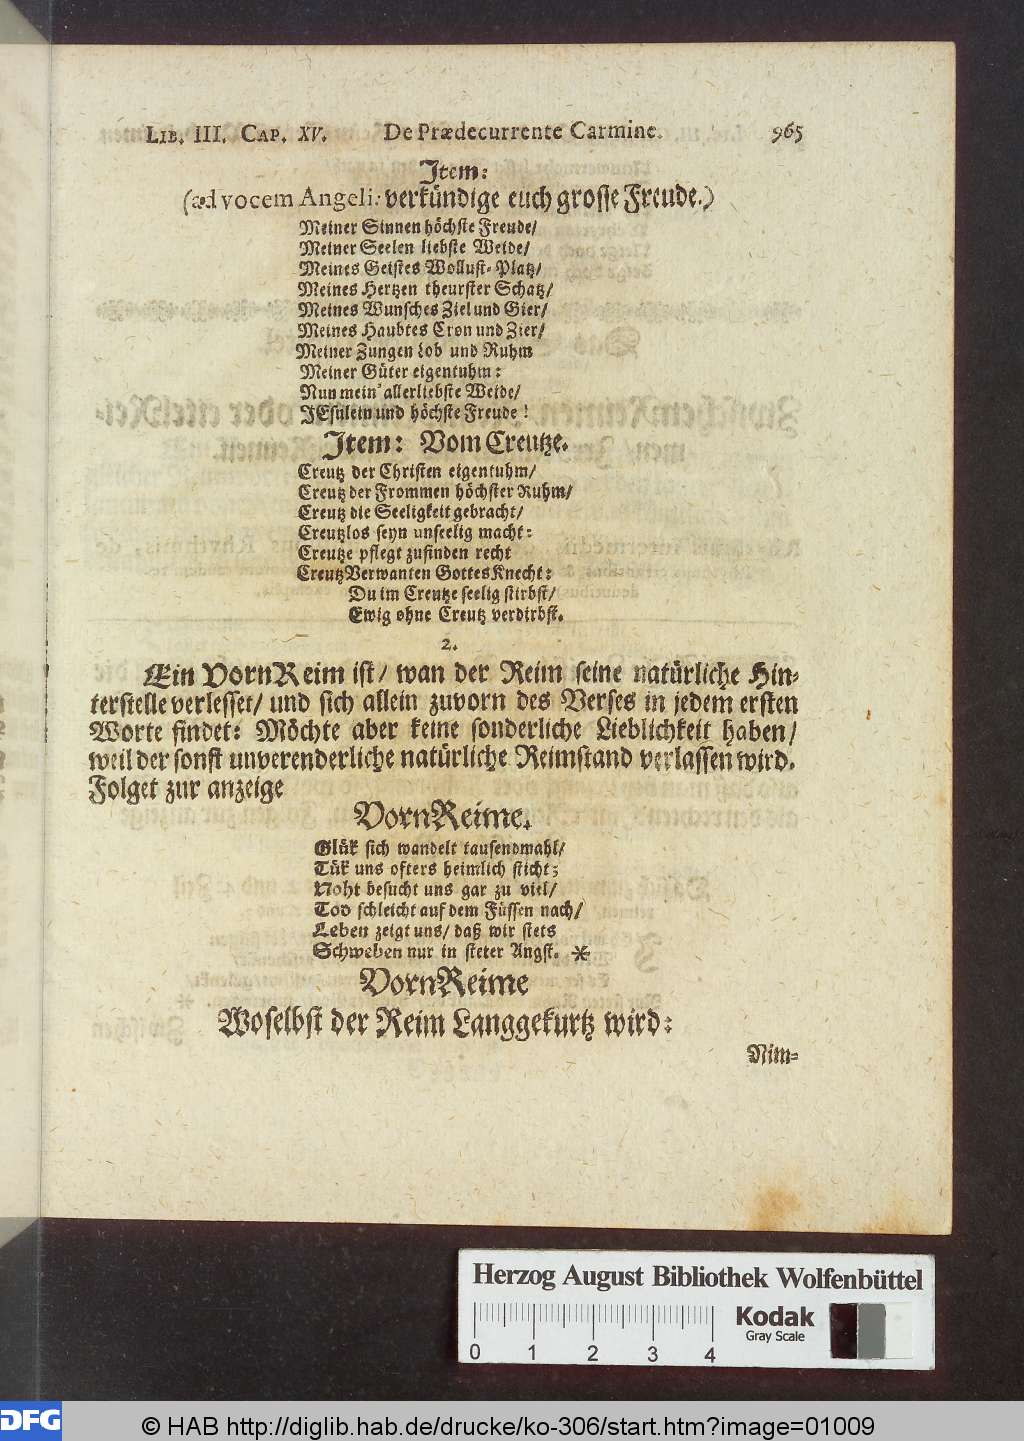 LIB. III. CAP. XV. De Prædecurrente Carmine. 965
Item:
(ad vocem Angeli: verkündige euch grosse Freude.)
Meiner Sinnen höchste Freude/
Meiner Seelen liebste Weide/
Meines Geistes Wollust-Platz/
Meines Hertzen theurster Schatz/
Meines Wunsches Ziel und Gier/
Meines Haubtes Cron und Zier/
Meiner Zungen Lob und Ruhm
Meiner Güter eigentuhm:
Nun mein' allerliebste Weide/
JEsulein und höchste Freude!
Item: Vom Creutze.
Creutz der Christen eigentuhm/
Creutz der Frommen höchster Ruhm/
Creutz die Seeligkeit gebracht/
Creutzlos seyn unseelig macht:
Creutze pflegt zufinden recht
CreutzVerwanten GottesKnecht:
Du im Creutze seelig stirbst/
Ewig ohne Creutz verdirbst.
2.
Ein VornReim ist/ wan der Reim seine natürliche Hin-
terstelle verlesset/ und sich allein zuvorn des Verses in jedem ersten
Worte findet: Möchte aber keine sonderliche Lieblichkeit haben/
weil der sonst unverenderliche natürliche Reimstand verlassen wird.
Folget zur anzeige
VornReime.
Glük sich wandelt tausendmahl/
Tük uns ofters heimlich sticht;
Noht besucht uns gar zu viel/
Tod schleicht auf dem Füssen nach/
Leben zeigt uns/ daß wir stets
Schweben nur in steter Angst. *
VornReime
Woselbst der Reim Langgekurtz wird:
Nim-
Herzog August Bibliothek Wolfenbüttel
Kodak
Gray Scale
0 1 2 3 4
DFG
© HAB http://diglib.hab.de/drucke/ko-306/start.htm?image=01009